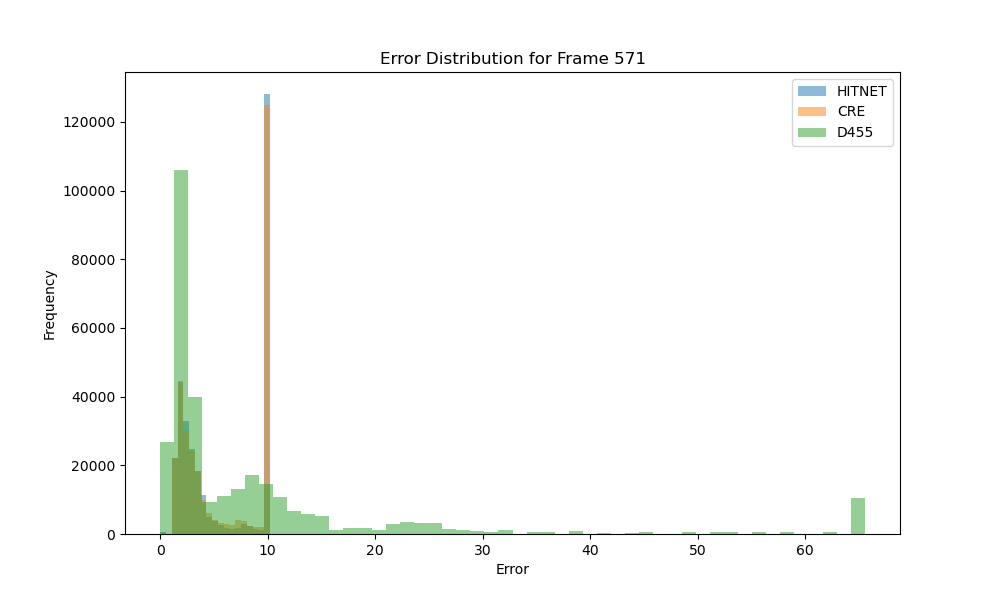 Error Distribution for Frame 571
HITNET
CRE
D455
120000
100000
80000
60000
40000
20000
0
Frequency
0 10 20 30 40 50 60
Error